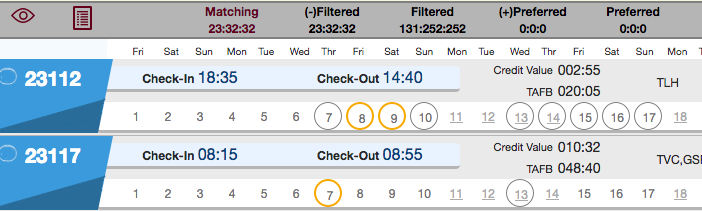 Matching (-)Filtered Filtered (+)Preferred Preferred
23:32:32 23:32:32 131:252:252 0:0:0 0:0:0
Fri Sat Sun Mon Tue Wed Thr Fri Sat Sun Mon Tue Wed Thr Fri Sat Sun Mon
23112 Check-In 18:35 Check-Out 14:40 Credit Value 002:55 TLH
TAFB 020:05
1 2 3 4 5 6 7 8 9 10 11 12 13 14 15 16 17 18
23117 Check-In 08:15 Check-Out 08:55 Credit Value 010:32 TVC,GS
TAFB 048:40
1 2 3 4 5 6 7 8 9 10 11 12 13 14 15 16 17 18